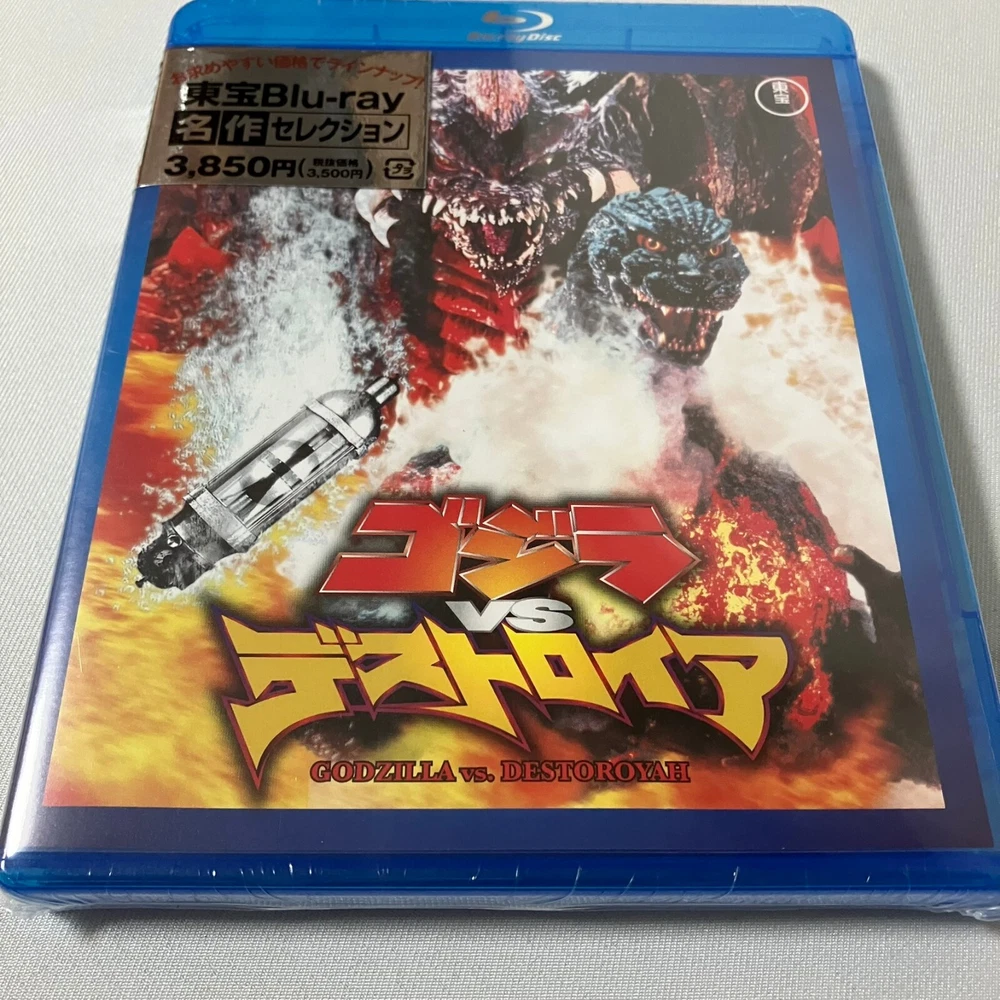 Blu-ray Disc
お求めやすい価格でラインナップ!
東宝Blu-ray
名作セレクション
3,850円(税抜価格 3,500円)
東宝
ゴジラ
VS
デストロイア
GODZILLA vs. DESTOROYAH